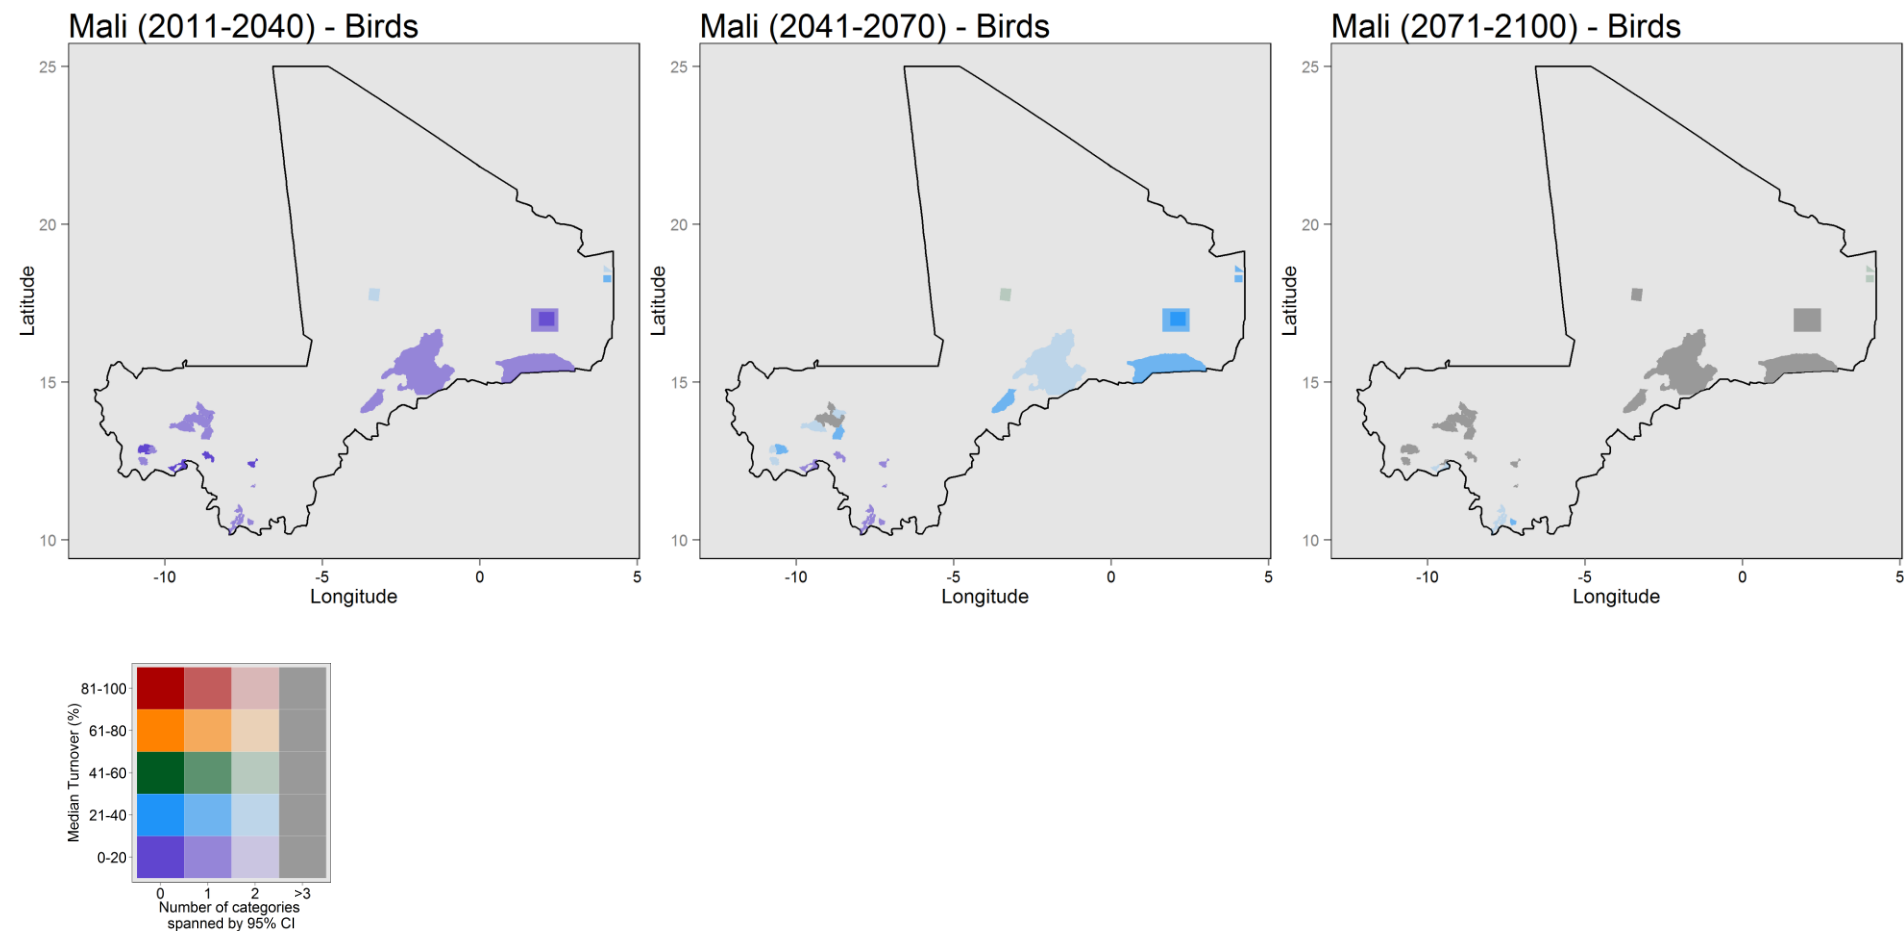 Mali (2011-2040) - Birds
Mali (2041-2070) - Birds
Mali (2071-2100) - Birds
25
20
15
10
Latitude
-10
-5
0
5
Longitude
25
20
15
10
Latitude
-10
-5
0
5
Longitude
25
20
15
10
Latitude
-10
-5
0
5
Longitude
Median Turnover (%)
81-100
61-80
41-60
21-40
0-20
0
1
2
>3
Number of categories
spanned by 95% CI